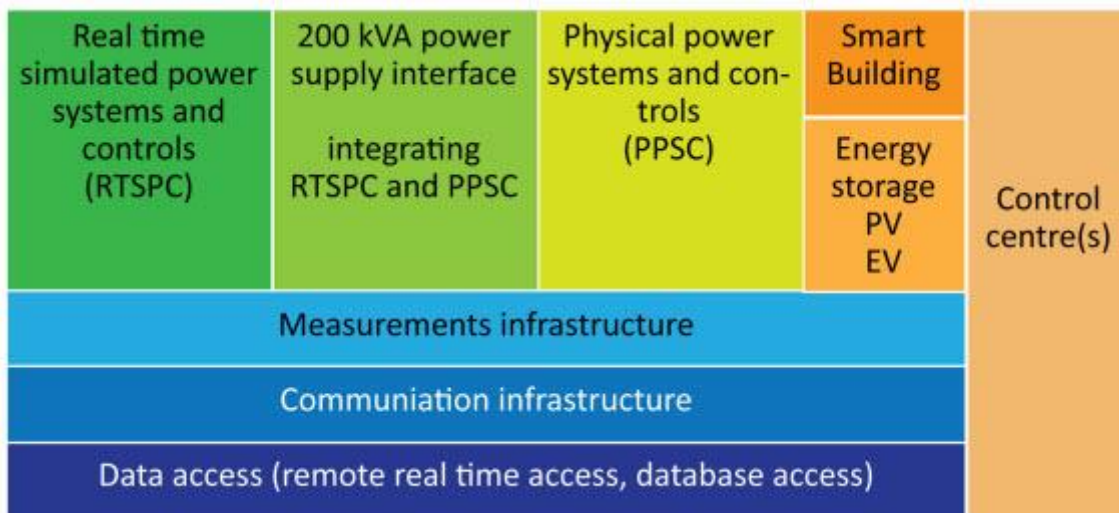 Real time
simulated power
systems and
controls
(RTSPC)
200 kVA power
supply interface
integrating
RTSPC and PPSC
Physical power
systems and con-
trols
(PPSC)
Smart
Building
Energy
storage
PV
EV
Control
centre(s)
Measurements infrastructure
Communiation infrastructure
Data access (remote real time access, database access)